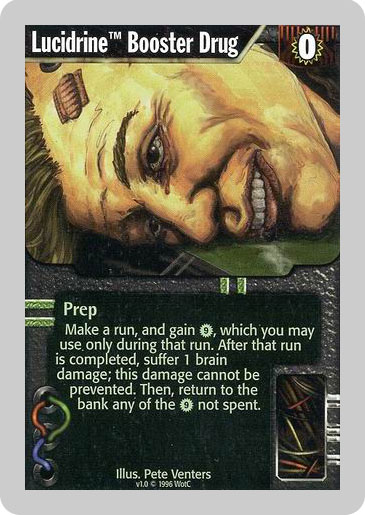 Lucidrine™ Booster Drug
0
Prep
Make a run, and gain 9, which you may
use only during that run. After that run
is completed, suffer 1 brain
damage; this damage cannot be
prevented. Then, return to the
bank any of the 9 not spent.
Illus. Pete Venters
v1.0 © 1996 WotC